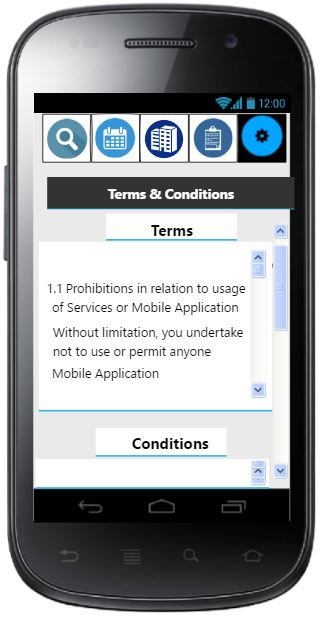 12:00
Terms & Conditions
Terms
1.1 Prohibitions in relation to usage
of Services or Mobile Application
Without limitation, you undertake
not to use or permit anyone
Mobile Application
Conditions